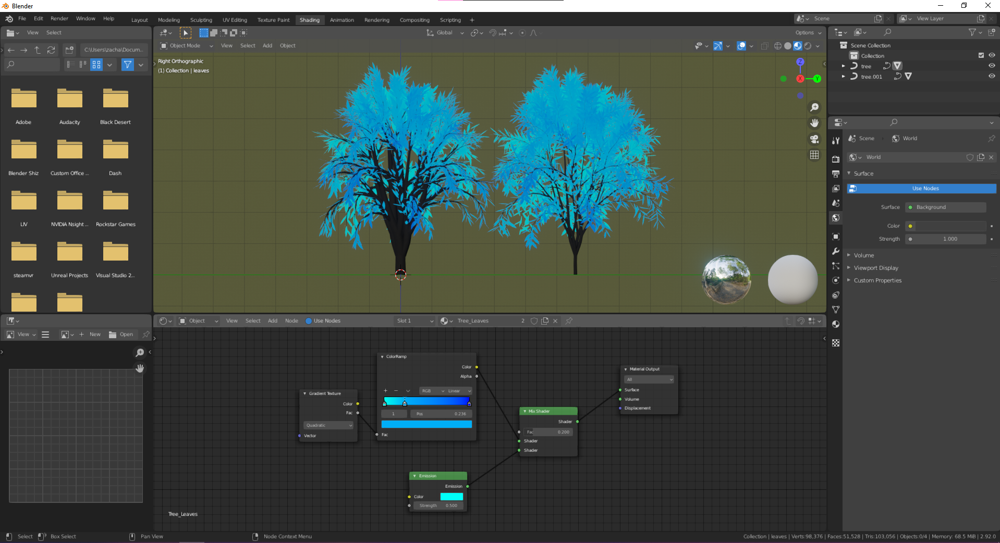 Blender
File Edit Render Window Help Layout Modeling Sculpting UV Editing Texture Paint Shading Animation Rendering Compositing Scripting + Scene View Layer
View Select
Global Options
C:\Users\zacha\Docum...
Object Mode View Select Add Object
Right Orthographic
(1) Collection | leaves
Z
X
Y
Adobe Audacity Black Desert
Blender Shiz Custom Office ... Dash
LIV NVIDIA Nsight ... Rockstar Games
steamvr Unreal Projects Visual Studio 2...
Scene Collection
Collection
tree
tree.001
Scene World
World
Surface
Use Nodes
Surface Background
Color
Strength 1.000
Volume
Viewport Display
Custom Properties
View New Open
Object View Select Add Node Use Nodes Slot 1 Tree_Leaves 2
Gradient Texture
Color
Fac
Quadratic
Vector
ColorRamp
Color
Alpha
+ − RGB Linear
1 Pos 0.236
Fac
Emission
Emission
Color
Strength 0.500
Mix Shader
Shader
Fac 0.200
Shader
Shader
Material Output
All
Surface
Volume
Displacement
Tree_Leaves
Select Box Select Pan View Node Context Menu Collection | leaves | Verts:98,376 | Faces:51,528 | Tris:103,056 | Objects:0/4 | Memory: 68.5 MiB | 2.92.0